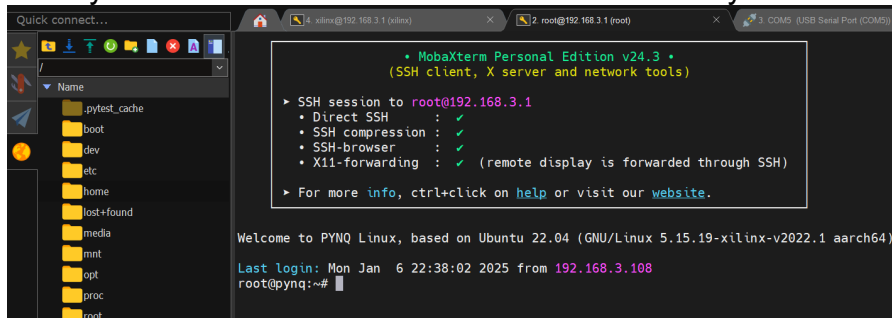 Quick connect...
4. xilinx@192.168.3.1 (xilinx)
2. root@192.168.3.1 (root)
3. COM5 (USB Serial Port (COM5))
/
Name
.pytest_cache
boot
dev
etc
home
lost+found
media
mnt
opt
proc
root
• MobaXterm Personal Edition v24.3 •
(SSH client, X server and network tools)
➤ SSH session to root@192.168.3.1
• Direct SSH : ✔
• SSH compression : ✔
• SSH-browser : ✔
• X11-forwarding : ✔ (remote display is forwarded through SSH)
➤ For more info, ctrl+click on help or visit our website.
Welcome to PYNQ Linux, based on Ubuntu 22.04 (GNU/Linux 5.15.19-xilinx-v2022.1 aarch64)
Last login: Mon Jan 6 22:38:02 2025 from 192.168.3.108
root@pynq:~#